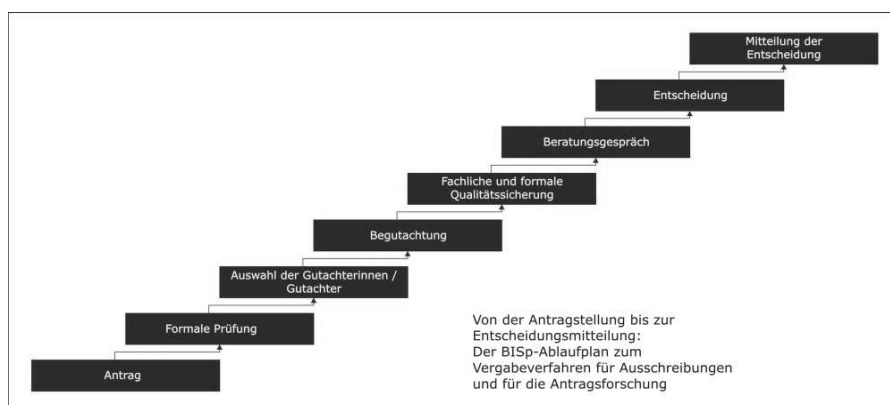 Mitteilung der
Entscheidung
Entscheidung
Beratungsgespräch
Fachliche und formale
Qualitätssicherung
Begutachtung
Auswahl der Gutachterinnen /
Gutachter
Formale Prüfung
Antrag
Von der Antragstellung bis zur
Entscheidungsmitteilung:
Der BISp-Ablaufplan zum
Vergabeverfahren für Ausschreibungen
und für die Antragsforschung